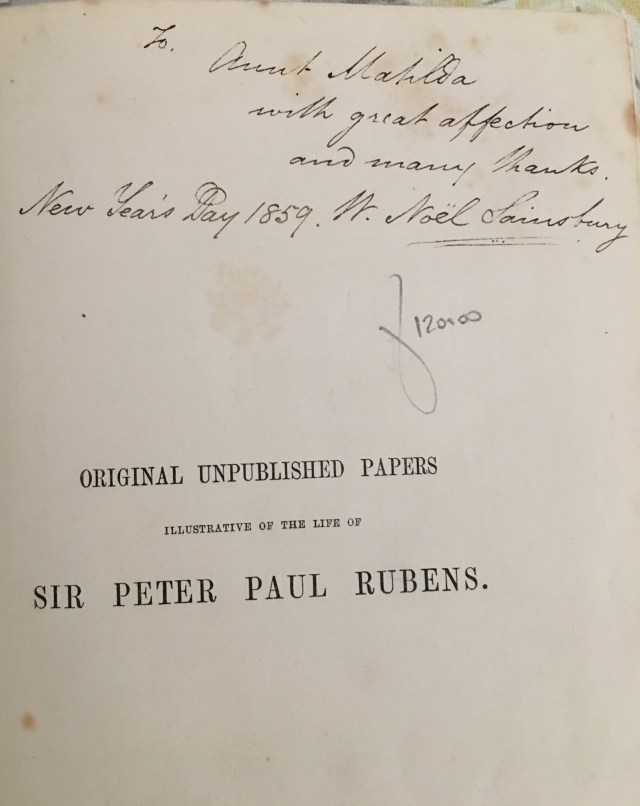 To.
Aunt Matilda
with great affection
and many thanks.
New Year's Day 1859. W. Noël Sainsbury
120.00
ORIGINAL UNPUBLISHED PAPERS
ILLUSTRATIVE OF THE LIFE OF
SIR PETER PAUL RUBENS.